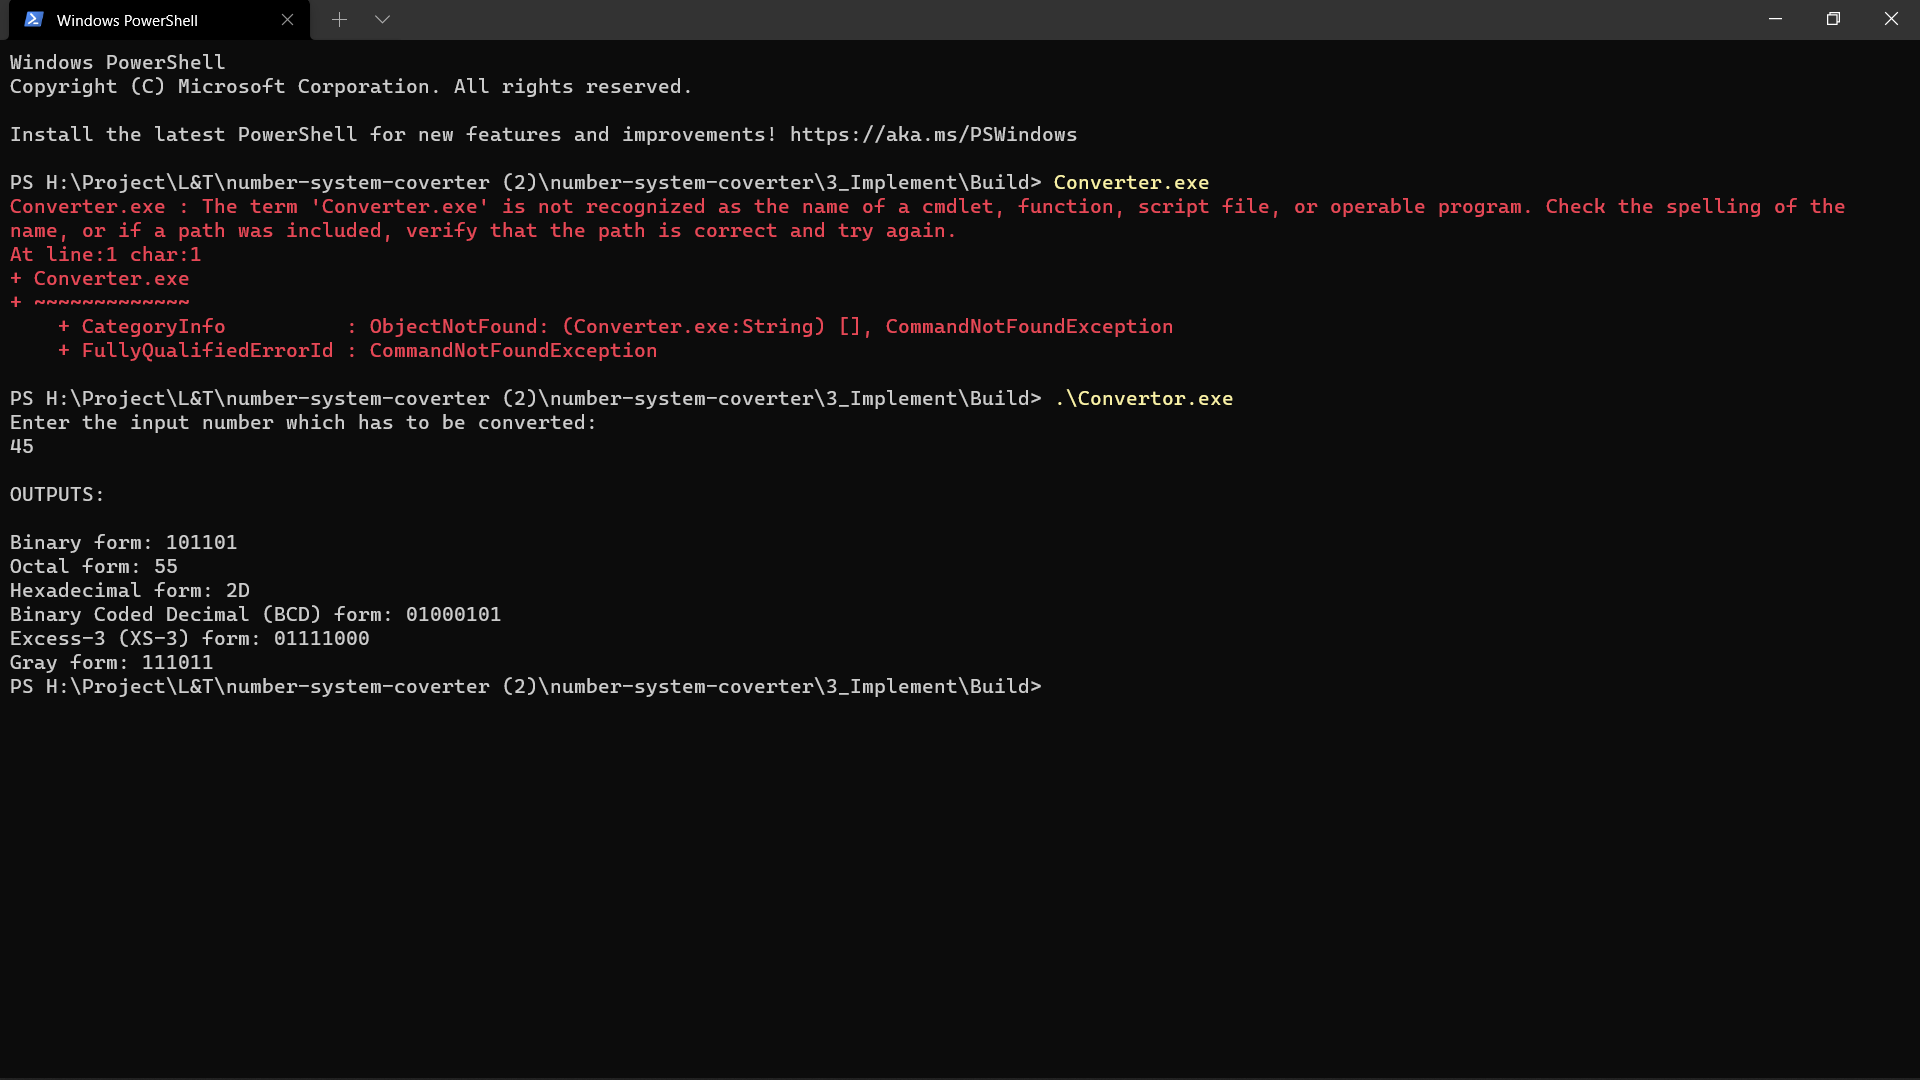 Windows PowerShell
Windows PowerShell
Copyright (C) Microsoft Corporation. All rights reserved.
Install the latest PowerShell for new features and improvements! https://aka.ms/PSWindows
PS H:\Project\L&T\number-system-coverter (2)\number-system-coverter\3_Implement\Build> Converter.exe
Converter.exe : The term 'Converter.exe' is not recognized as the name of a cmdlet, function, script file, or operable program. Check the spelling of the
name, or if a path was included, verify that the path is correct and try again.
At line:1 char:1
+ Converter.exe
+ ~~~~~~~~~~~~~
    + CategoryInfo          : ObjectNotFound: (Converter.exe:String) [], CommandNotFoundException
    + FullyQualifiedErrorId : CommandNotFoundException
PS H:\Project\L&T\number-system-coverter (2)\number-system-coverter\3_Implement\Build> .\Convertor.exe
Enter the input number which has to be converted:
45
OUTPUTS:
Binary form: 101101
Octal form: 55
Hexadecimal form: 2D
Binary Coded Decimal (BCD) form: 01000101
Excess-3 (XS-3) form: 01111000
Gray form: 111011
PS H:\Project\L&T\number-system-coverter (2)\number-system-coverter\3_Implement\Build>